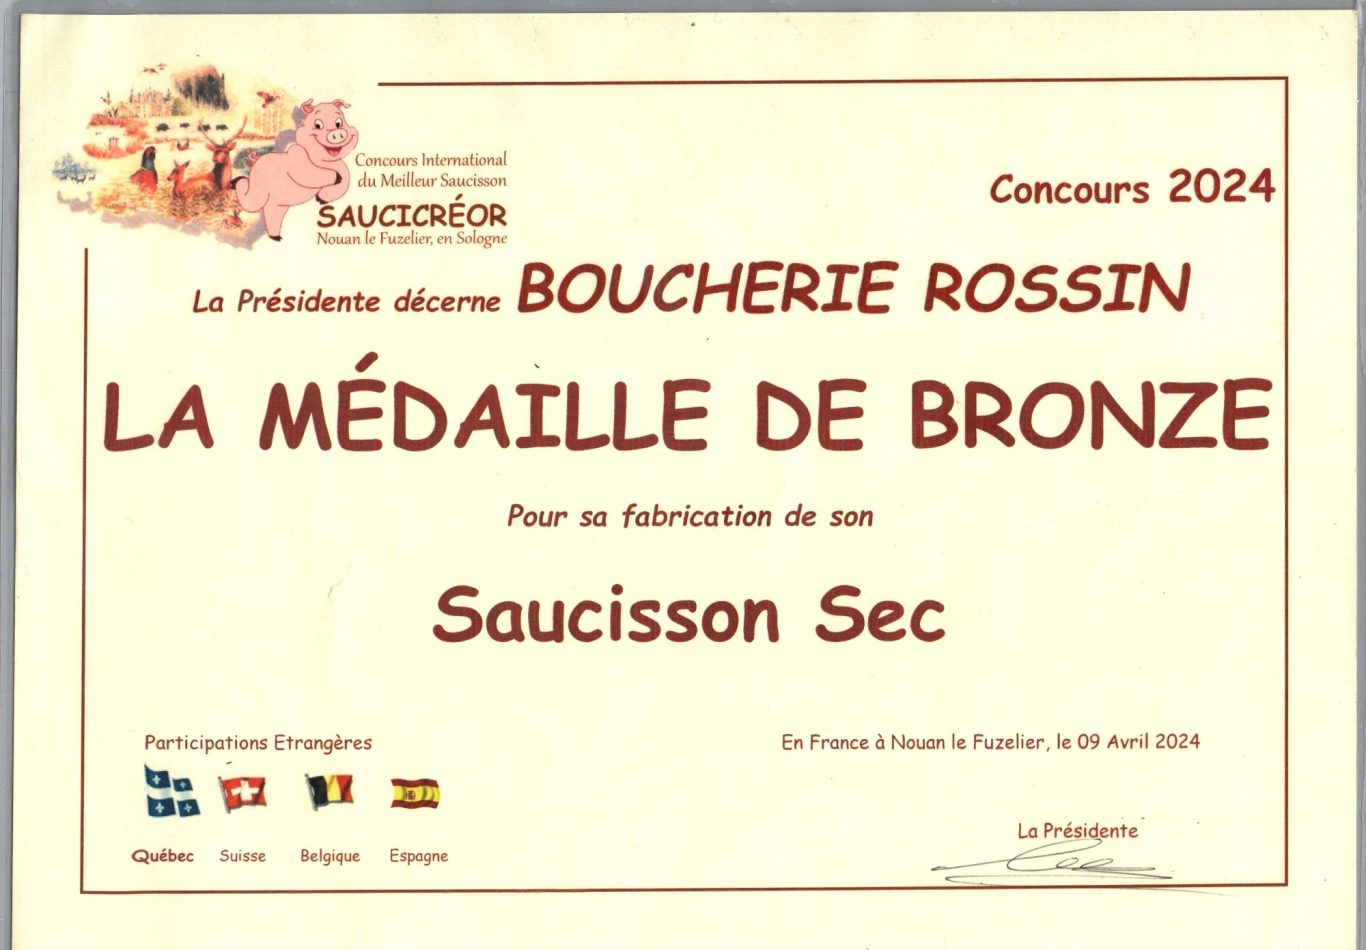 Concours International
du Meilleur Saucisson
SAUCICRÉOR
Nouan le Fuzelier, en Sologne
Concours 2024
La Présidente décerne BOUCHERIE ROSSIN
LA MÉDAILLE DE BRONZE
Pour sa fabrication de son
Saucisson Sec
Participations Etrangères
En France à Nouan le Fuzelier, le 09 Avril 2024
Québec Suisse Belgique Espagne
La Présidente